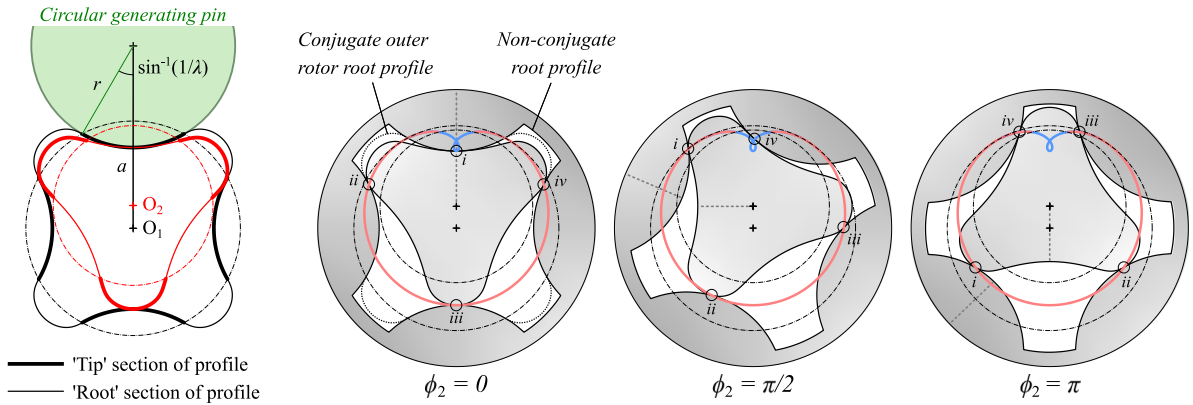 Circular generating pin
sin⁻¹(1/λ)
r
a
O₂
O₁
'Tip' section of profile
'Root' section of profile
Conjugate outer
rotor root profile
Non-conjugate
root profile
i
ii
iv
iii
ϕ₂ = 0
i
iv
iii
ii
ϕ₂ = π/2
iv
iii
i
ii
ϕ₂ = π